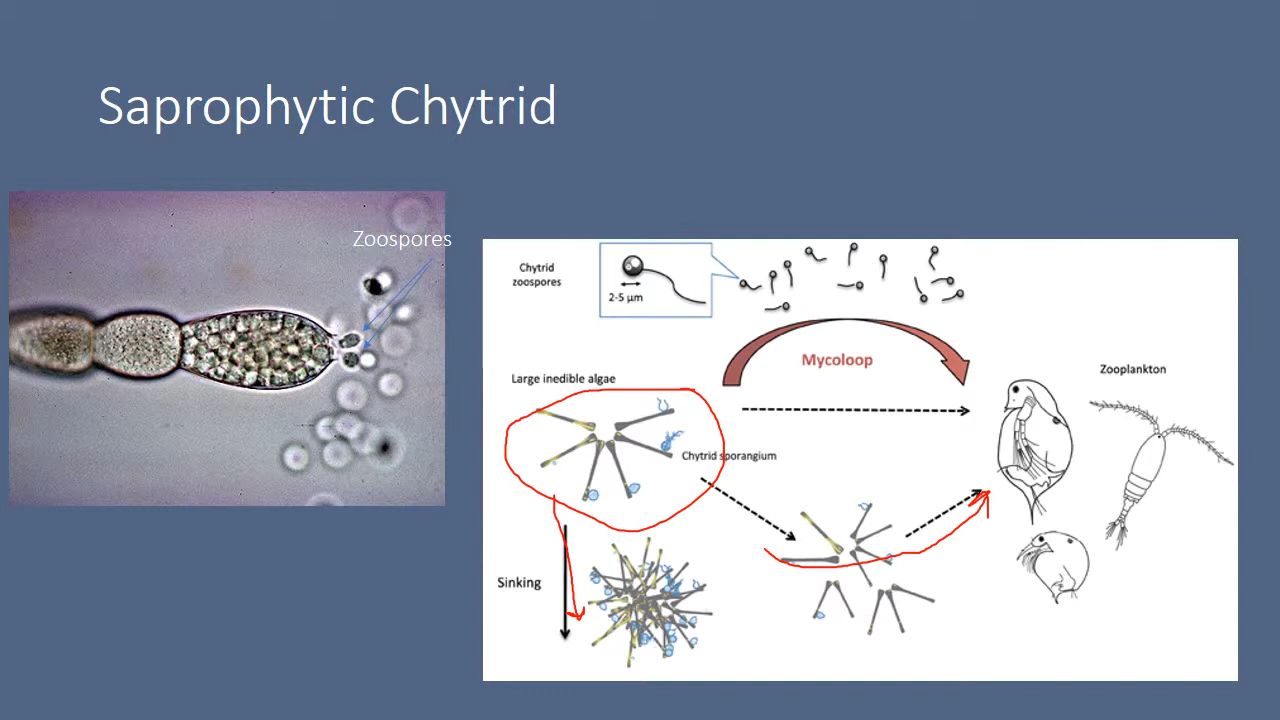 Saprophytic Chytrid
Zoospores
Chytrid
zoospores
2-5 µm
Mycoloop
Large inedible algae
Zooplankton
Chytrid sporangium
Sinking